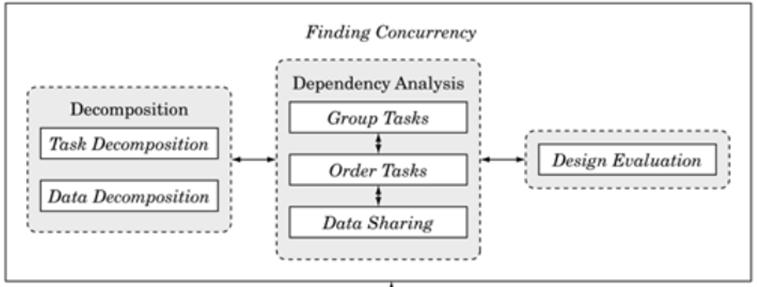 Finding Concurrency
Decomposition
Task Decomposition
Data Decomposition
Dependency Analysis
Group Tasks
Order Tasks
Data Sharing
Design Evaluation